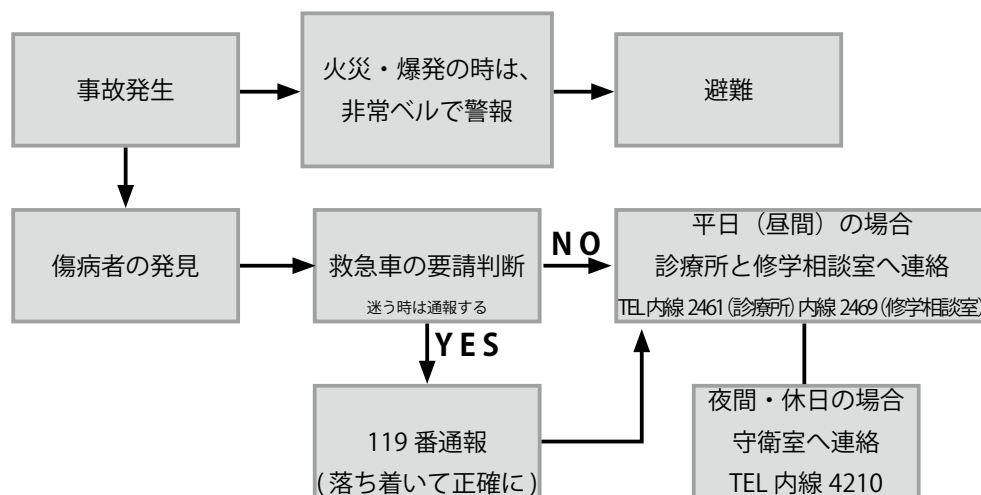 事故発生
火災・爆発の時は、
非常ベルで警報
避難
傷病者の発見
救急車の要請判断
迷う時は通報する
NO
平日（昼間）の場合
診療所と修学相談室へ連絡
TEL 内線 2461 (診療所) 内線 2469 (修学相談室)
YES
119 番通報
( 落ち着いて正確に )
夜間・休日の場合
守衛室へ連絡
TEL 内線 4210